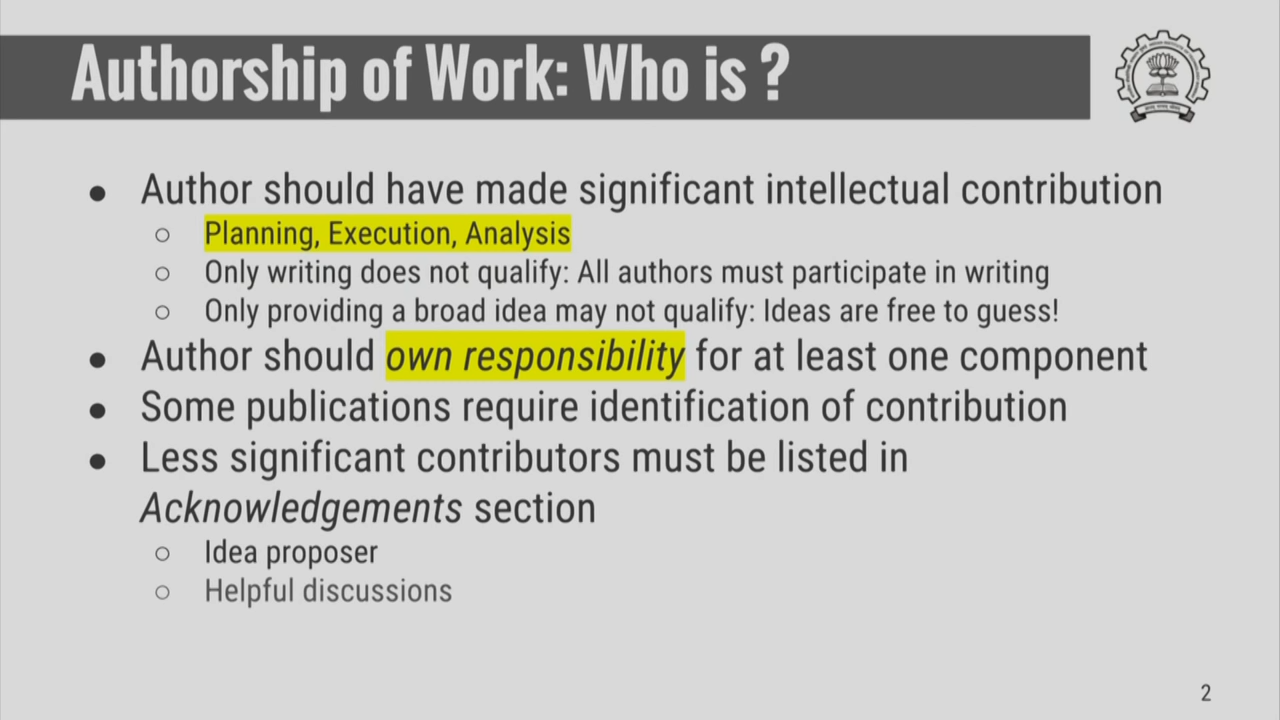 Authorship of Work: Who is ?
● Author should have made significant intellectual contribution
○ Planning, Execution, Analysis
○ Only writing does not qualify: All authors must participate in writing
○ Only providing a broad idea may not qualify: Ideas are free to guess!
● Author should own responsibility for at least one component
● Some publications require identification of contribution
● Less significant contributors must be listed in
Acknowledgements section
○ Idea proposer
○ Helpful discussions
2